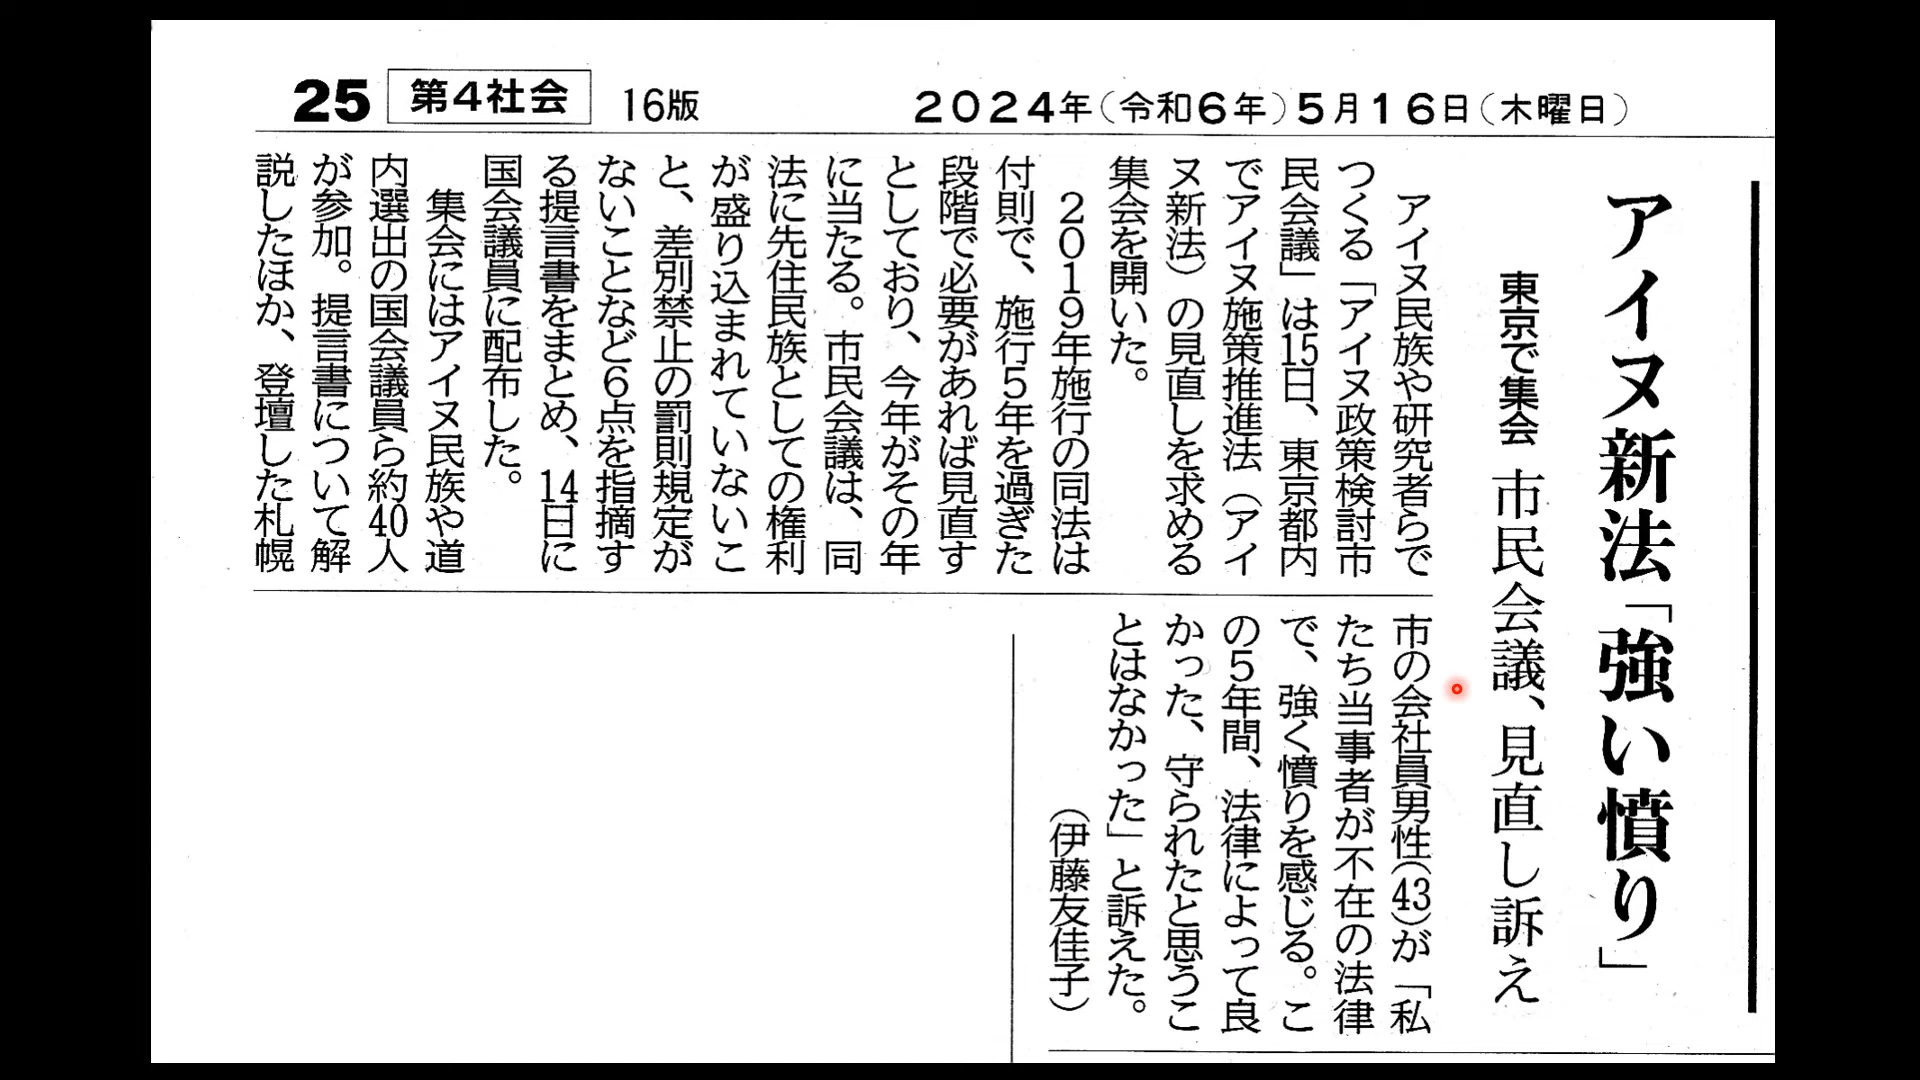 25 第4社会 16版 2024年(令和6年)5月16日(木曜日)
アイヌ新法「強い憤り」
東京で集会 市民会議、見直し訴え
アイヌ民族や研究者らで
つくる「アイヌ政策検討市
民会議」は15日、東京都内
でアイヌ施策推進法(アイ
ヌ新法)の見直しを求める
集会を開いた。
2019年施行の同法は
付則で、施行5年を過ぎた
段階で必要があれば見直す
としており、今年がその年
に当たる。市民会議は、同
法に先住民族としての権利
が盛り込まれていないこ
と、差別禁止の罰則規定が
ないことなど6点を指摘す
る提言書をまとめ、14日に
国会議員に配布した。
集会にはアイヌ民族や道
内選出の国会議員ら約40人
が参加。提言書について解
説したほか、登壇した札幌
市の会社員男性(43)が「私
たち当事者が不在の法律
で、強く憤りを感じる。こ
の5年間、法律によって良
かった、守られたと思うこ
とはなかった」と訴えた。
(伊藤友佳子)